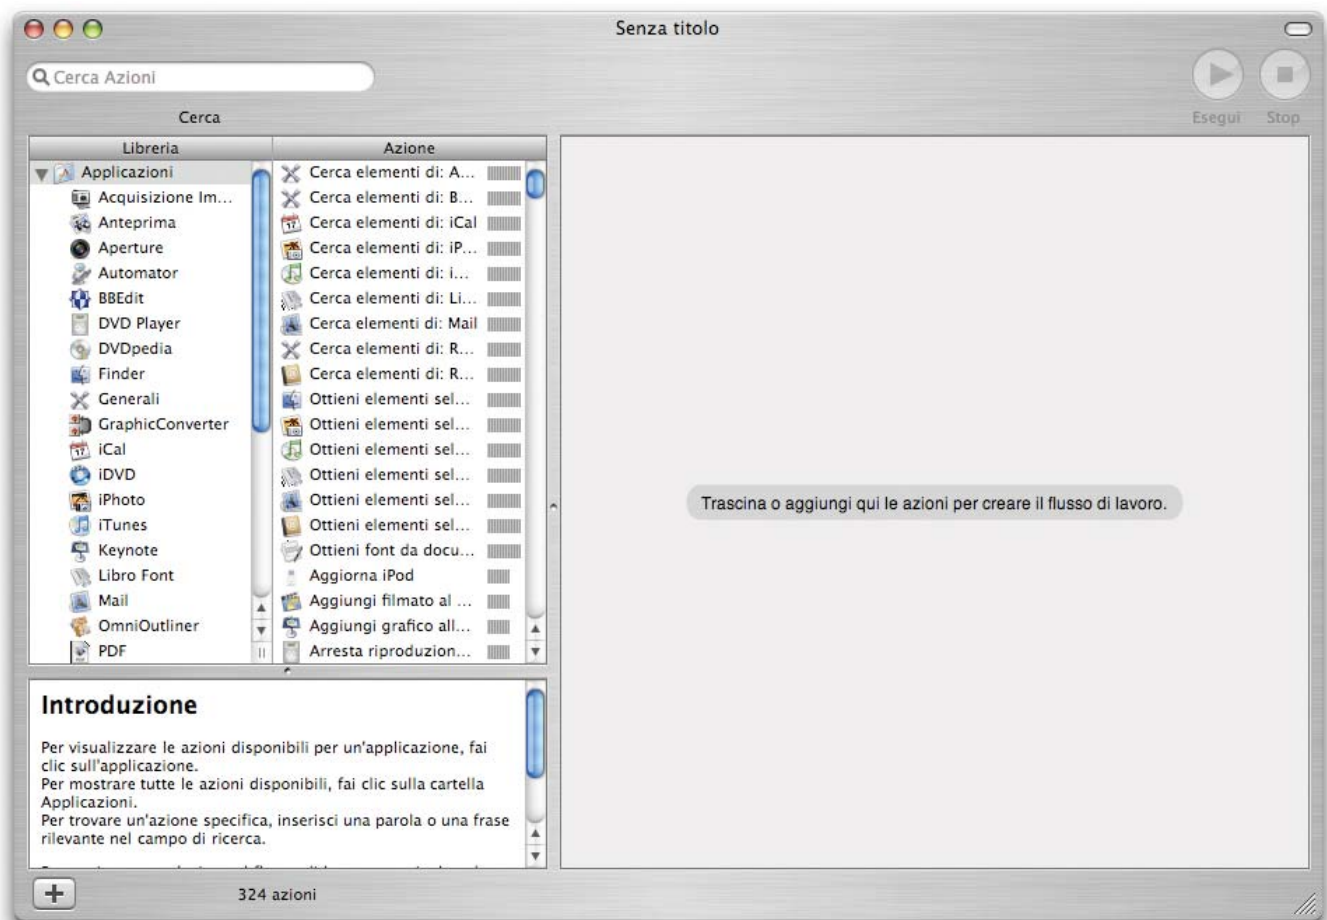 Senza titolo
Cerca Azioni
Cerca
Esegui
Stop
Libreria
Applicazioni
Acquisizione Im...
Anteprima
Aperture
Automator
BBEdit
DVD Player
DVDpedia
Finder
Generali
GraphicConverter
iCal
iDVD
iPhoto
iTunes
Keynote
Libro Font
Mail
OmniOutliner
PDF
Azione
Cerca elementi di: A...
Cerca elementi di: B...
Cerca elementi di: iCal
Cerca elementi di: iP...
Cerca elementi di: i...
Cerca elementi di: Li...
Cerca elementi di: Mail
Cerca elementi di: R...
Cerca elementi di: R...
Ottieni elementi sel...
Ottieni elementi sel...
Ottieni elementi sel...
Ottieni elementi sel...
Ottieni elementi sel...
Ottieni elementi sel...
Ottieni font da docu...
Aggiorna iPod
Aggiungi filmato al ...
Aggiungi grafico all...
Arresta riproduzion...
Trascina o aggiungi qui le azioni per creare il flusso di lavoro.
Introduzione
Per visualizzare le azioni disponibili per un'applicazione, fai
clic sull'applicazione.
Per mostrare tutte le azioni disponibili, fai clic sulla cartella
Applicazioni.
Per trovare un'azione specifica, inserisci una parola o una frase
rilevante nel campo di ricerca.
324 azioni